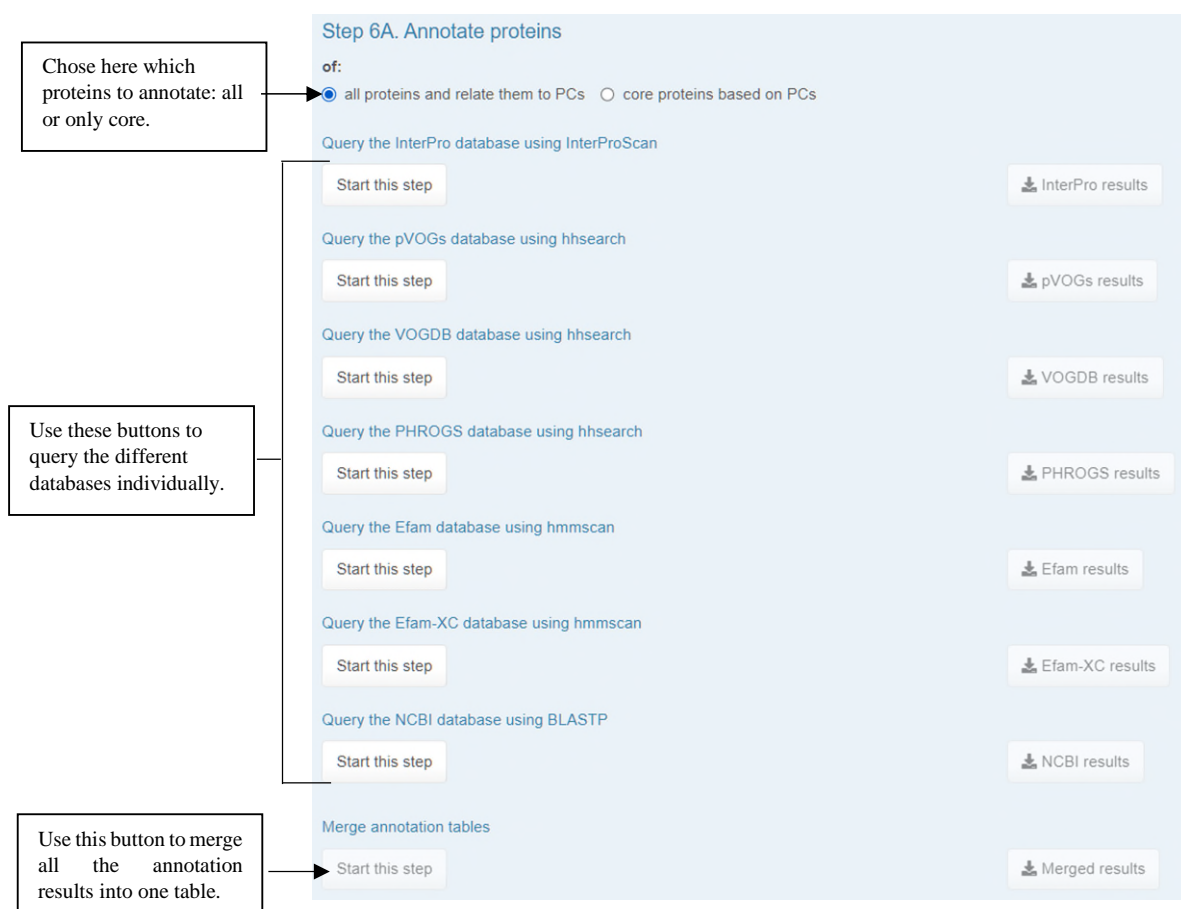 Step 6A. Annotate proteins
of:
all proteins and relate them to PCs core proteins based on PCs
Chose here which
proteins to annotate: all
or only core.
Query the InterPro database using InterProScan
Start this step
InterPro results
Query the pVOGs database using hhsearch
Start this step
pVOGs results
Query the VOGDB database using hhsearch
Start this step
VOGDB results
Use these buttons to
query the different
databases individually.
Query the PHROGS database using hhsearch
Start this step
PHROGS results
Query the Efam database using hmmscan
Start this step
Efam results
Query the Efam-XC database using hmmscan
Start this step
Efam-XC results
Query the NCBI database using BLASTP
Start this step
NCBI results
Merge annotation tables
Start this step
Merged results
Use this button to merge
all the annotation
results into one table.